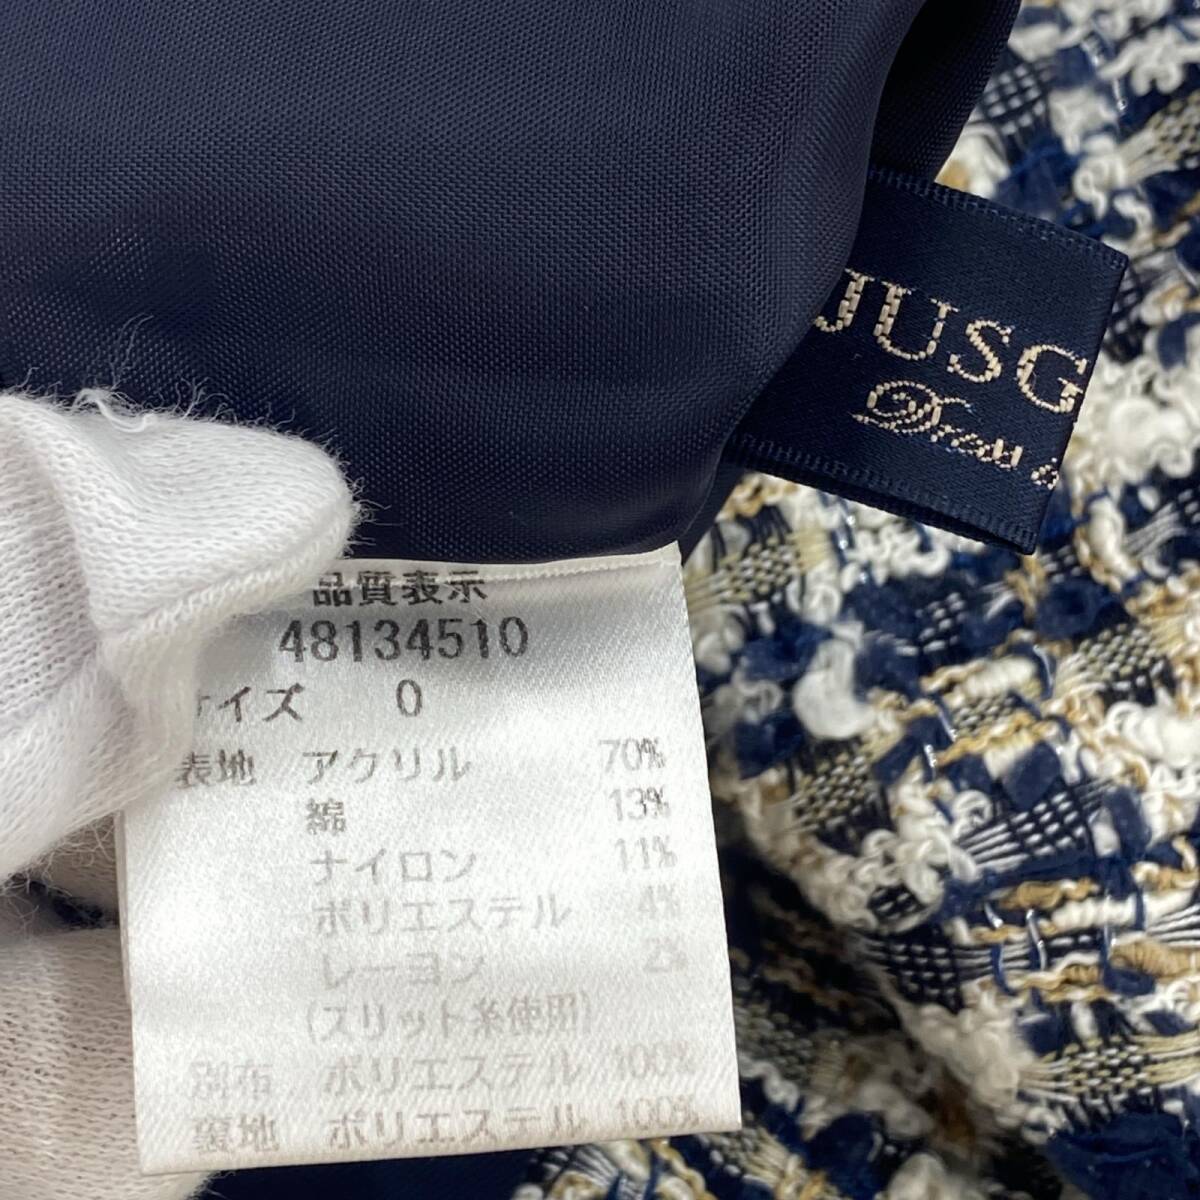 JUSG
Dress
品質表示
48134510
サイズ 0
表地 アクリル 70%
綿 13%
ナイロン 11%
ポリエステル 4%
レーヨン 2%
(スリット糸使用)
別布 ポリエステル 100%
裏地 ポリエステル 100%